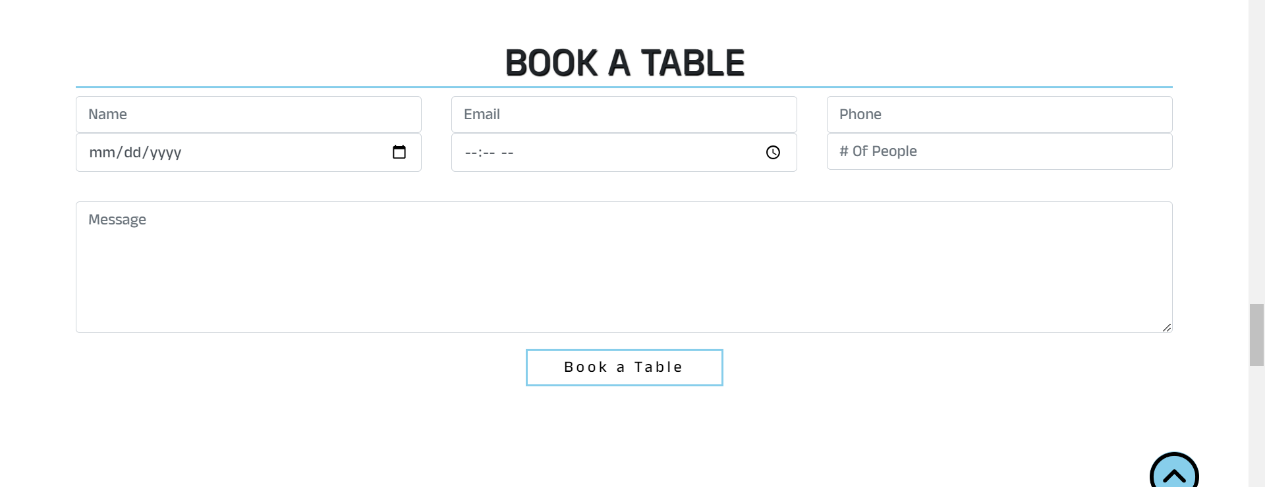 BOOK A TABLE
Name Email Phone
mm/dd/yyyy --:-- -- # Of People
Message
Book a Table